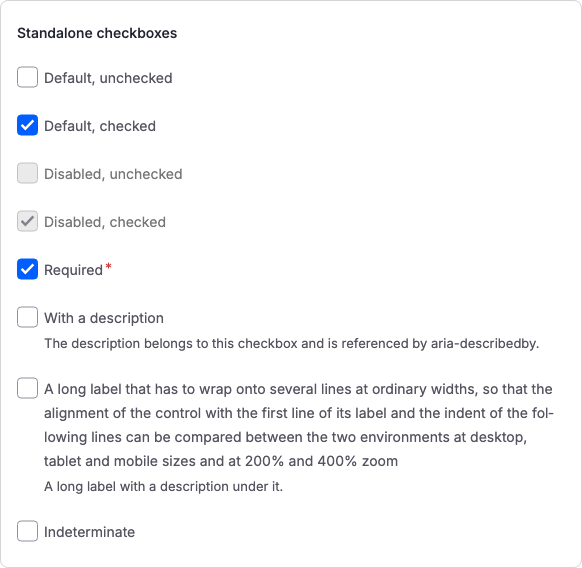 Standalone checkboxes
Default, unchecked
Default, checked
Disabled, unchecked
Disabled, checked
Required*
With a description
The description belongs to this checkbox and is referenced by aria-describedby.
A long label that has to wrap onto several lines at ordinary widths, so that the
alignment of the control with the first line of its label and the indent of the fol-
lowing lines can be compared between the two environments at desktop,
tablet and mobile sizes and at 200% and 400% zoom
A long label with a description under it.
Indeterminate